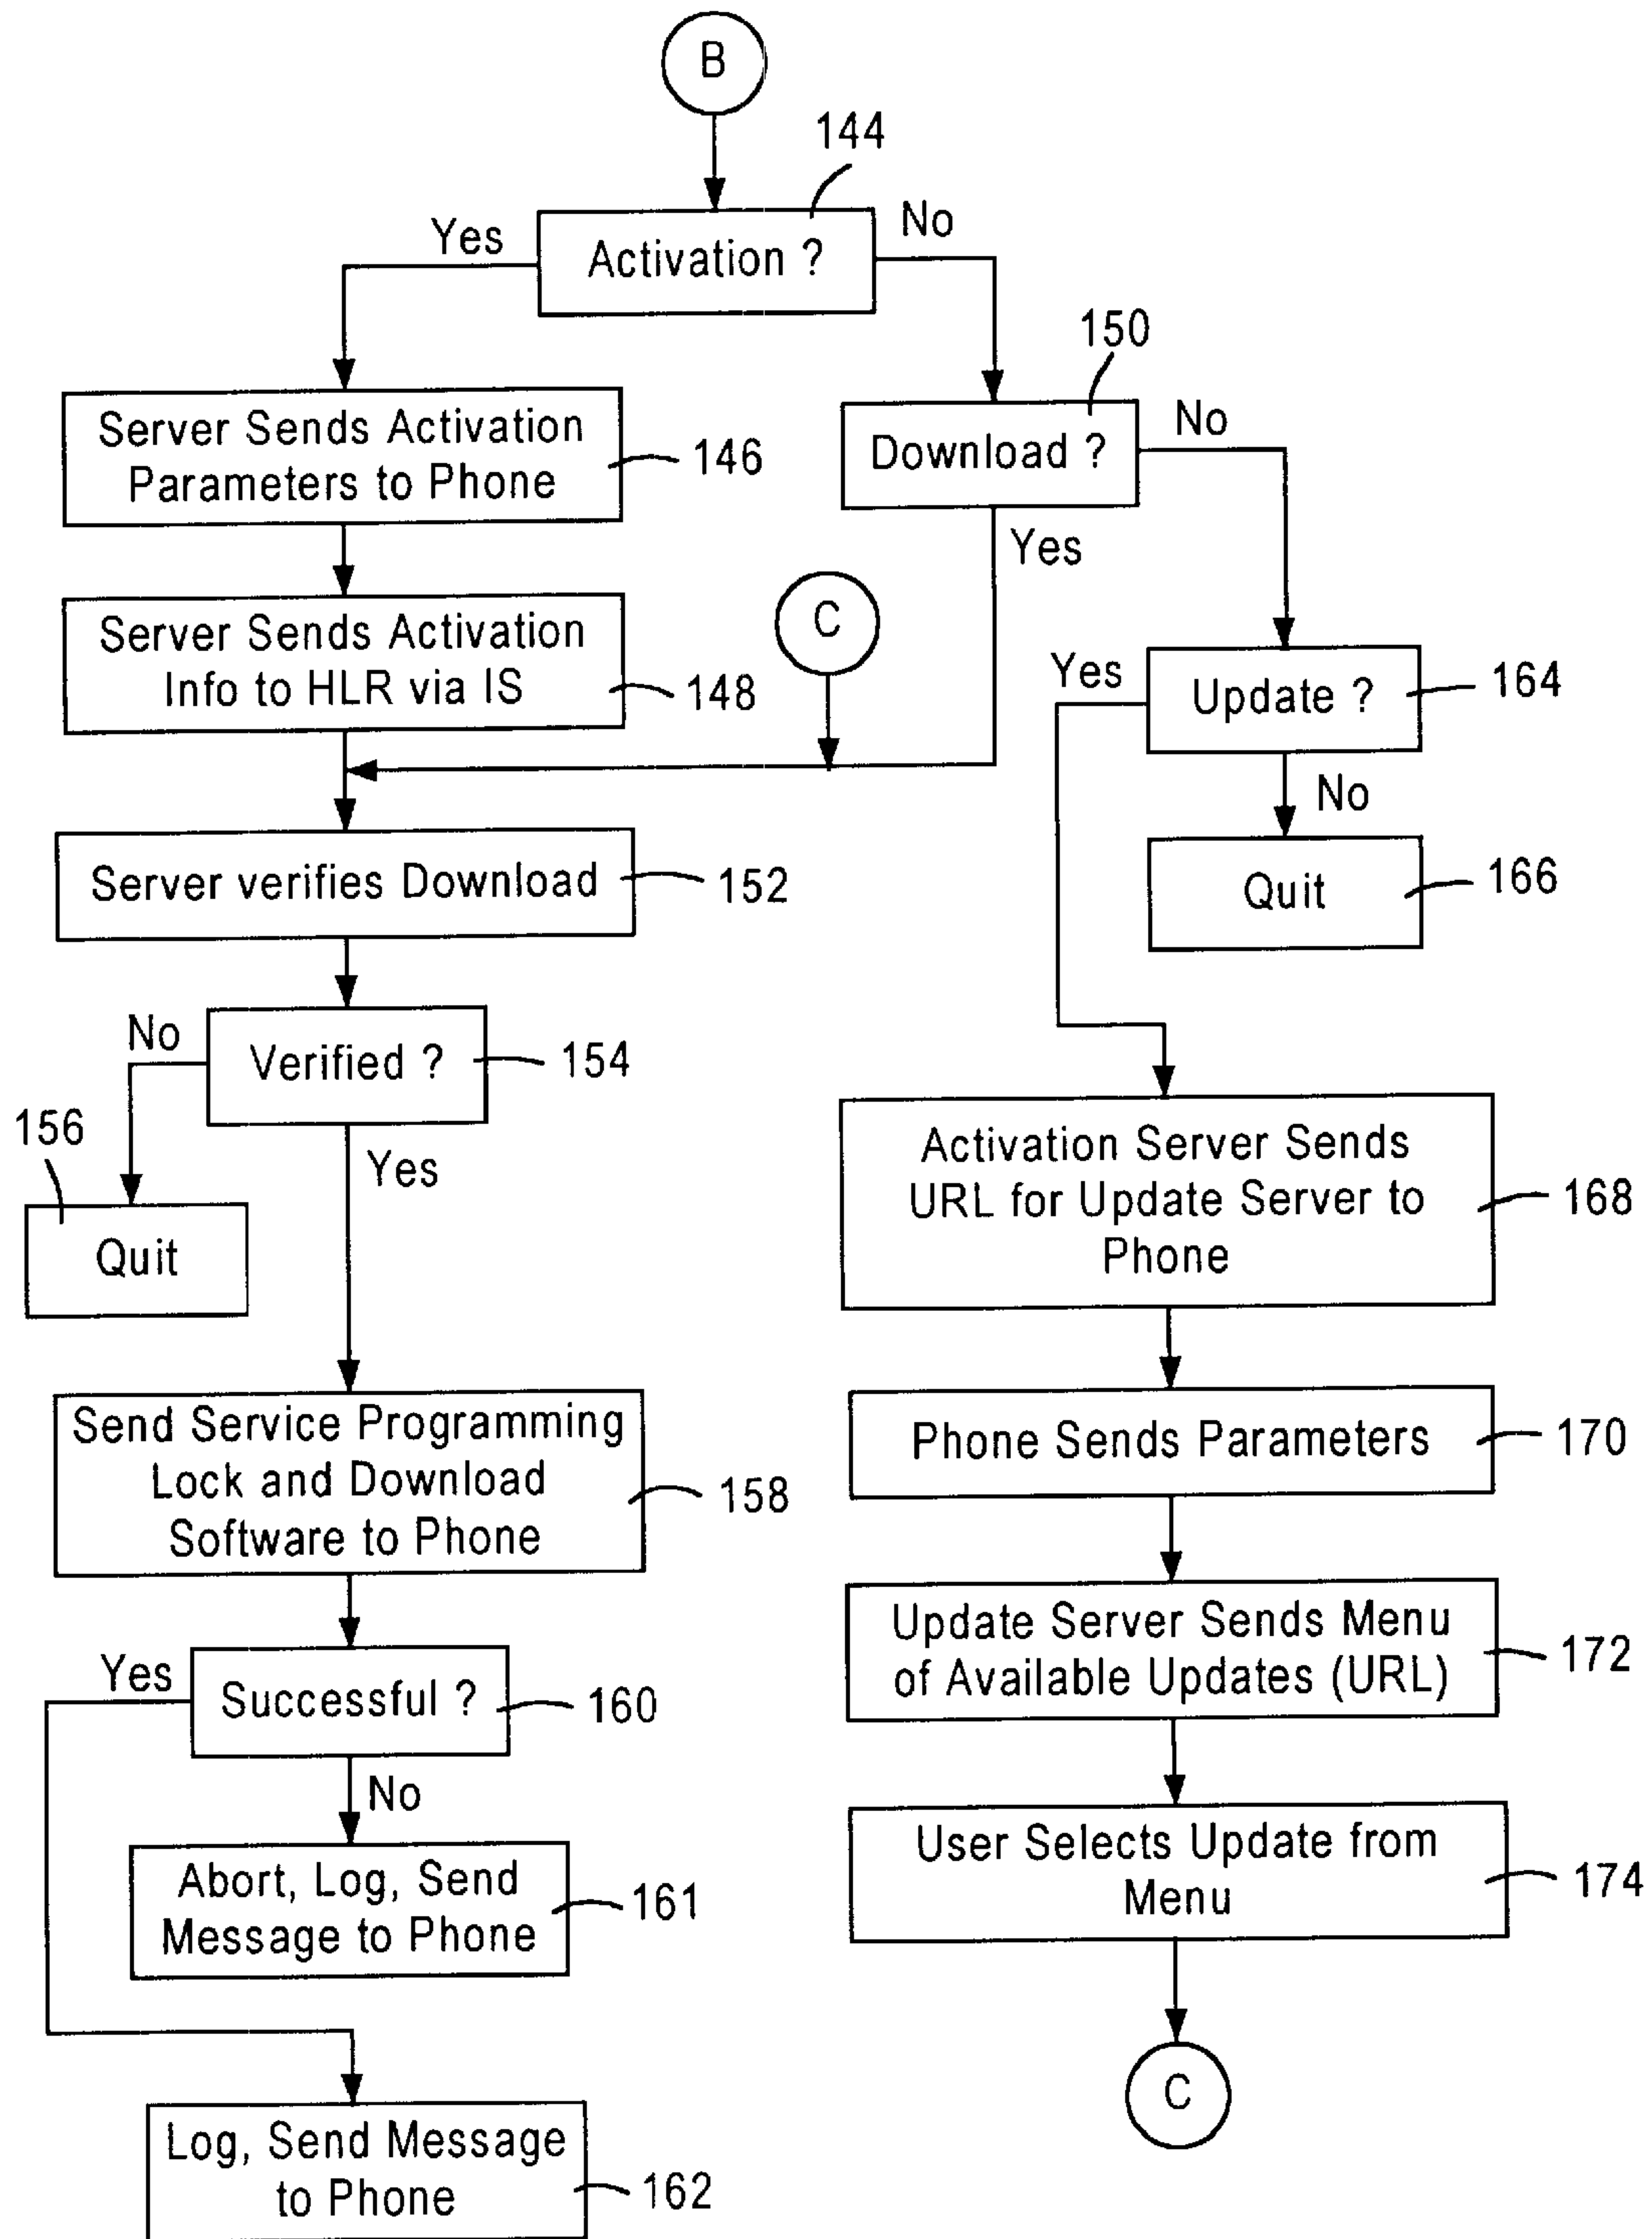 B
144
Yes
No
Activation ?
150
Server Sends Activation
Parameters to Phone
146
Download ?
No
Yes
Server Sends Activation
Info to HLR via IS
148
C
Yes
Update ?
164
No
Server verifies Download
152
Quit
166
No
Verified ?
154
156
Yes
Quit
Activation Server Sends
URL for Update Server to
Phone
168
Send Service Programming
Lock and Download
Software to Phone
158
Phone Sends Parameters
170
Yes
Successful ?
160
Update Server Sends Menu
of Available Updates (URL)
172
No
Abort, Log, Send
Message to Phone
161
User Selects Update from
Menu
174
C
Log, Send Message
to Phone
162